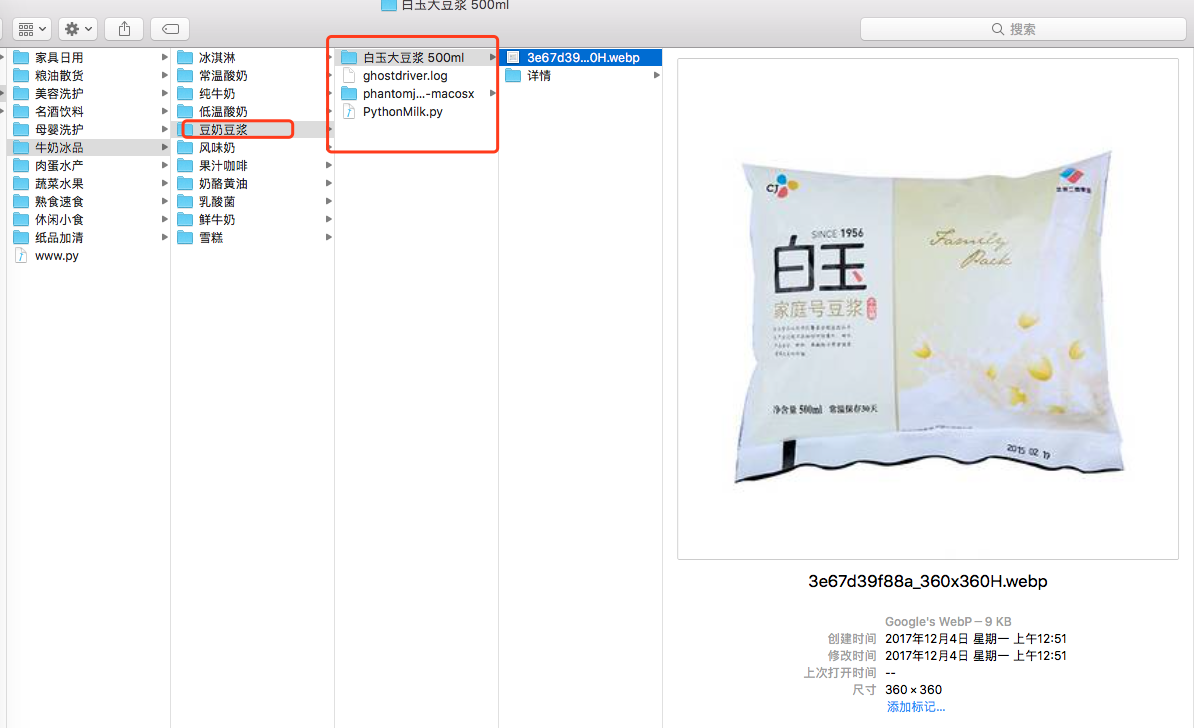 白玉大豆浆 500ml
搜索
家具日用
粮油散货
美容洗护
名酒饮料
母婴洗护
牛奶冰品
肉蛋水产
蔬菜水果
熟食速食
休闲小食
纸品加清
www.py
冰淇淋
常温酸奶
纯牛奶
低温酸奶
豆奶豆浆
风味奶
果汁咖啡
奶酪黄油
乳酸菌
鲜牛奶
雪糕
白玉大豆浆 500ml
ghostdriver.log
phantomj...-macosx
PythonMilk.py
3e67d39...0H.webp
详情
CJ
SINCE 1956
白玉
家庭号豆浆
Family
Pack
净含量 500ml 常温保存30天
2015 02 19
3e67d39f88a_360x360H.webp
Google's WebP – 9 KB
创建时间 2017年12月4日 星期一 上午12:51
修改时间 2017年12月4日 星期一 上午12:51
上次打开时间 --
尺寸 360 × 360
添加标记...